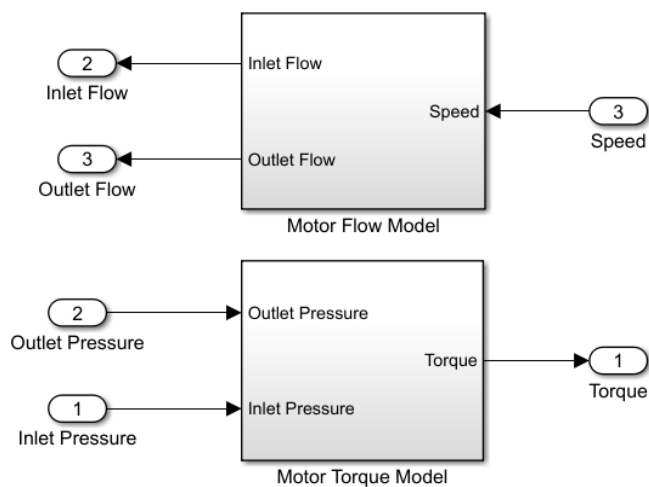 2
Inlet Flow
Inlet Flow
3
Outlet Flow
Outlet Flow
Speed
3
Speed
Motor Flow Model
2
Outlet Pressure
Outlet Pressure
1
Inlet Pressure
Inlet Pressure
Torque
1
Torque
Motor Torque Model